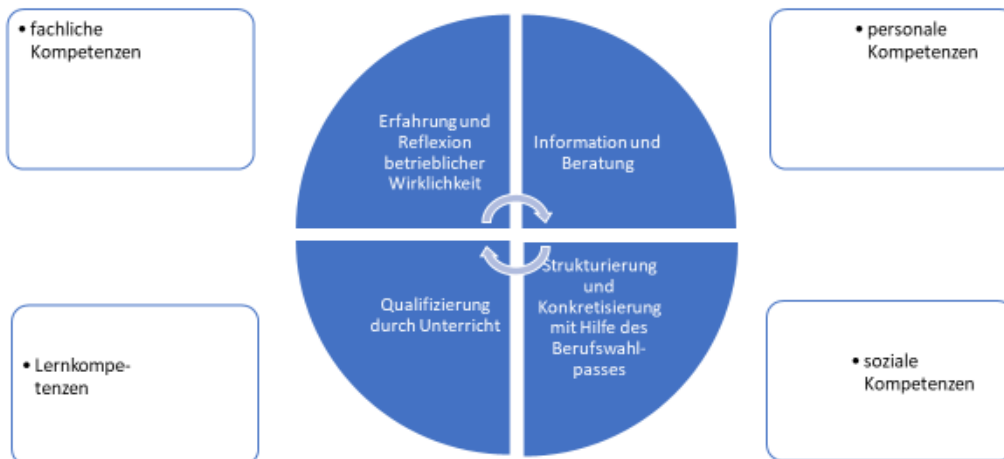 • fachliche
Kompetenzen
• personale
Kompetenzen
Erfahrung und
Reflexion
betrieblicher
Wirklichkeit
Information und
Beratung
Qualifizierung
durch Unterricht
Strukturierung
und
Konkretisierung
mit Hilfe des
Berufswahl-
passes
• Lernkompe-
tenzen
• soziale
Kompetenzen